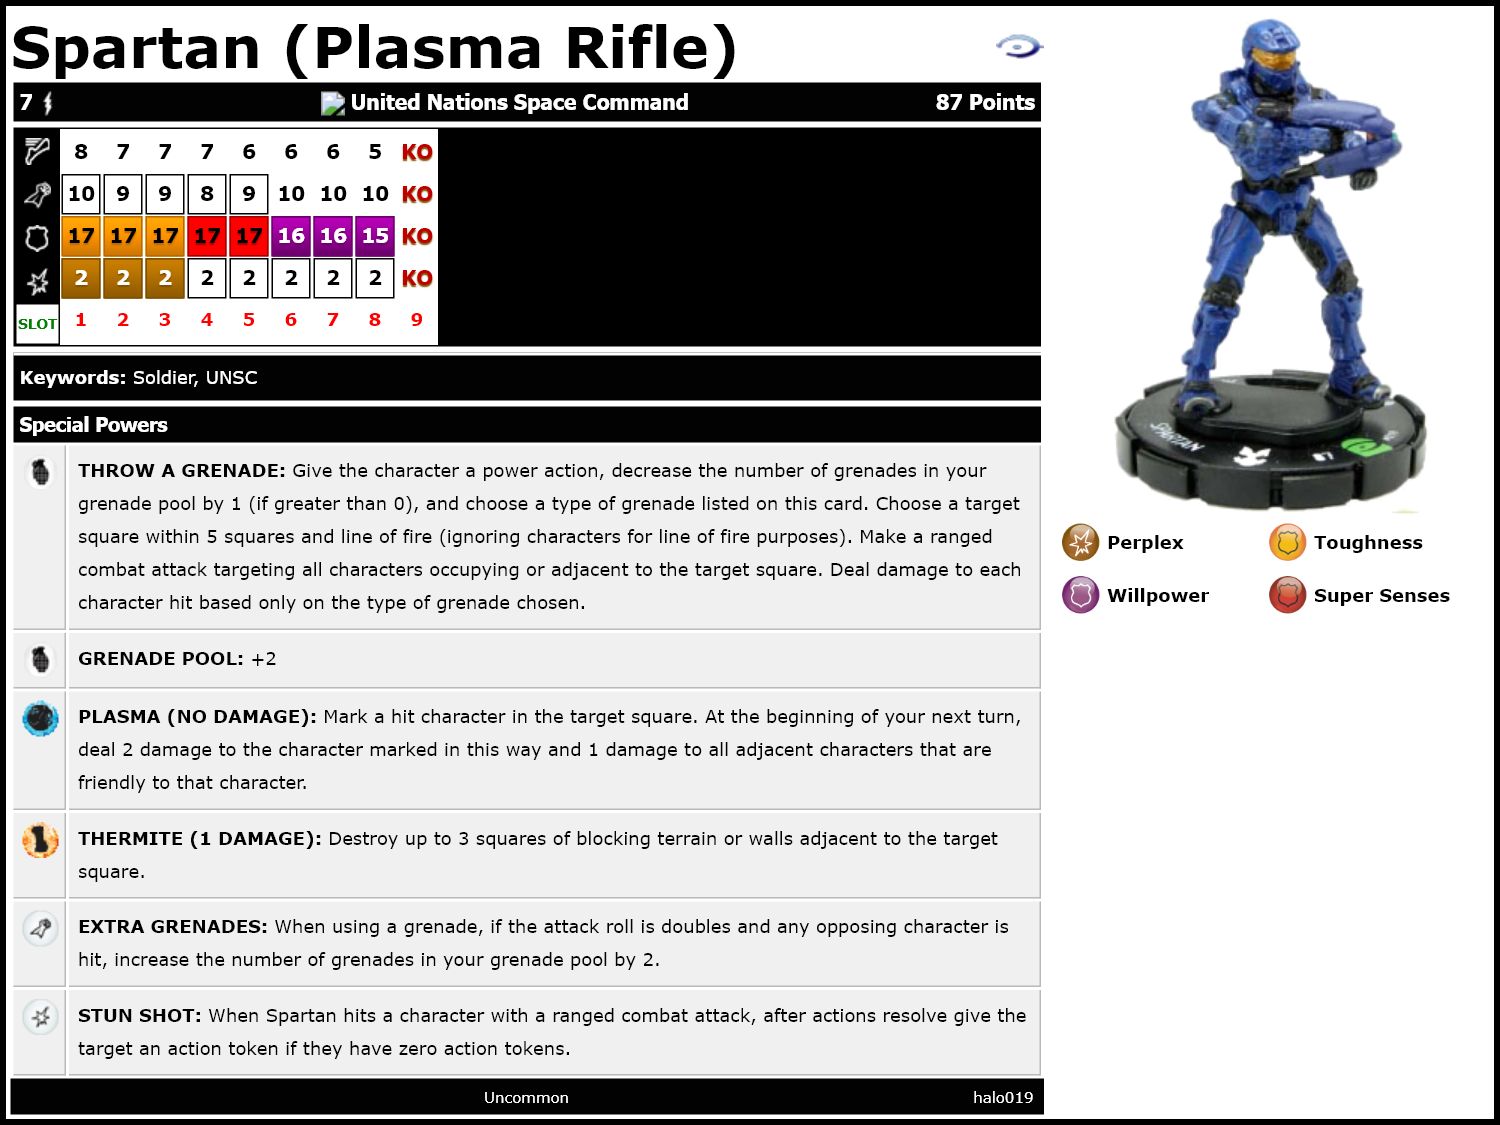 Spartan (Plasma Rifle)
7 United Nations Space Command 87 Points
8 7 7 7 6 6 6 5 KO
10 9 9 8 9 10 10 10 KO
17 17 17 17 17 16 16 15 KO
2 2 2 2 2 2 2 2 KO
SLOT 1 2 3 4 5 6 7 8 9
Keywords: Soldier, UNSC
Special Powers
THROW A GRENADE: Give the character a power action, decrease the number of grenades in your
grenade pool by 1 (if greater than 0), and choose a type of grenade listed on this card. Choose a target
square within 5 squares and line of fire (ignoring characters for line of fire purposes). Make a ranged
combat attack targeting all characters occupying or adjacent to the target square. Deal damage to each
character hit based only on the type of grenade chosen.
GRENADE POOL: +2
PLASMA (NO DAMAGE): Mark a hit character in the target square. At the beginning of your next turn,
deal 2 damage to the character marked in this way and 1 damage to all adjacent characters that are
friendly to that character.
THERMITE (1 DAMAGE): Destroy up to 3 squares of blocking terrain or walls adjacent to the target
square.
EXTRA GRENADES: When using a grenade, if the attack roll is doubles and any opposing character is
hit, increase the number of grenades in your grenade pool by 2.
STUN SHOT: When Spartan hits a character with a ranged combat attack, after actions resolve give the
target an action token if they have zero action tokens.
Uncommon halo019
SPARTAN
Perplex Toughness
Willpower Super Senses